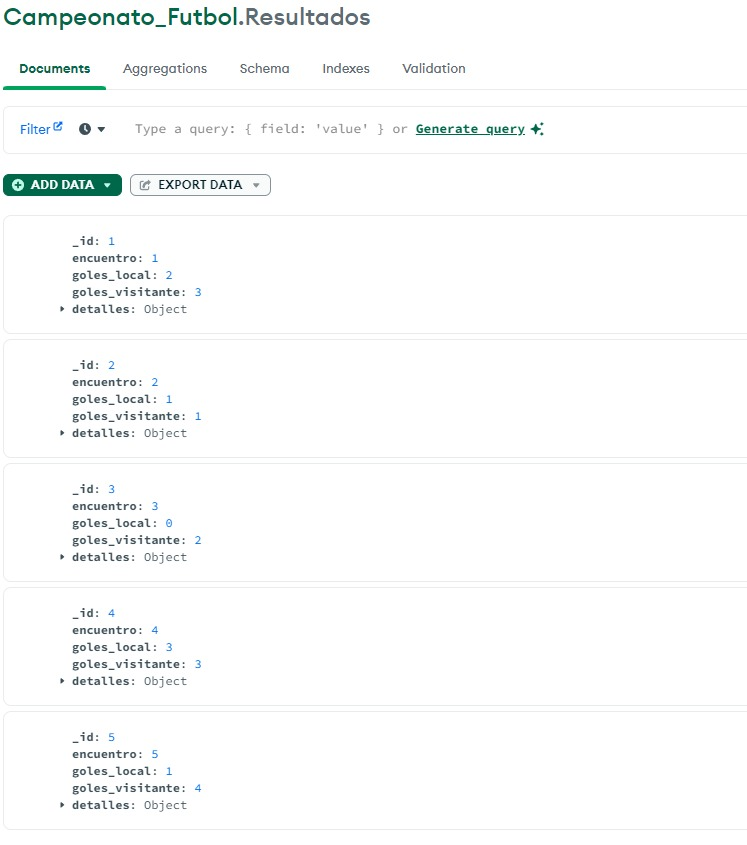 Campeonato_Futbol.Resultados
Documents Aggregations Schema Indexes Validation
Filter Type a query: { field: 'value' } or Generate query
ADD DATA EXPORT DATA
_id: 1
encuentro: 1
goles_local: 2
goles_visitante: 3
detalles: Object
_id: 2
encuentro: 2
goles_local: 1
goles_visitante: 1
detalles: Object
_id: 3
encuentro: 3
goles_local: 0
goles_visitante: 2
detalles: Object
_id: 4
encuentro: 4
goles_local: 3
goles_visitante: 3
detalles: Object
_id: 5
encuentro: 5
goles_local: 1
goles_visitante: 4
detalles: Object